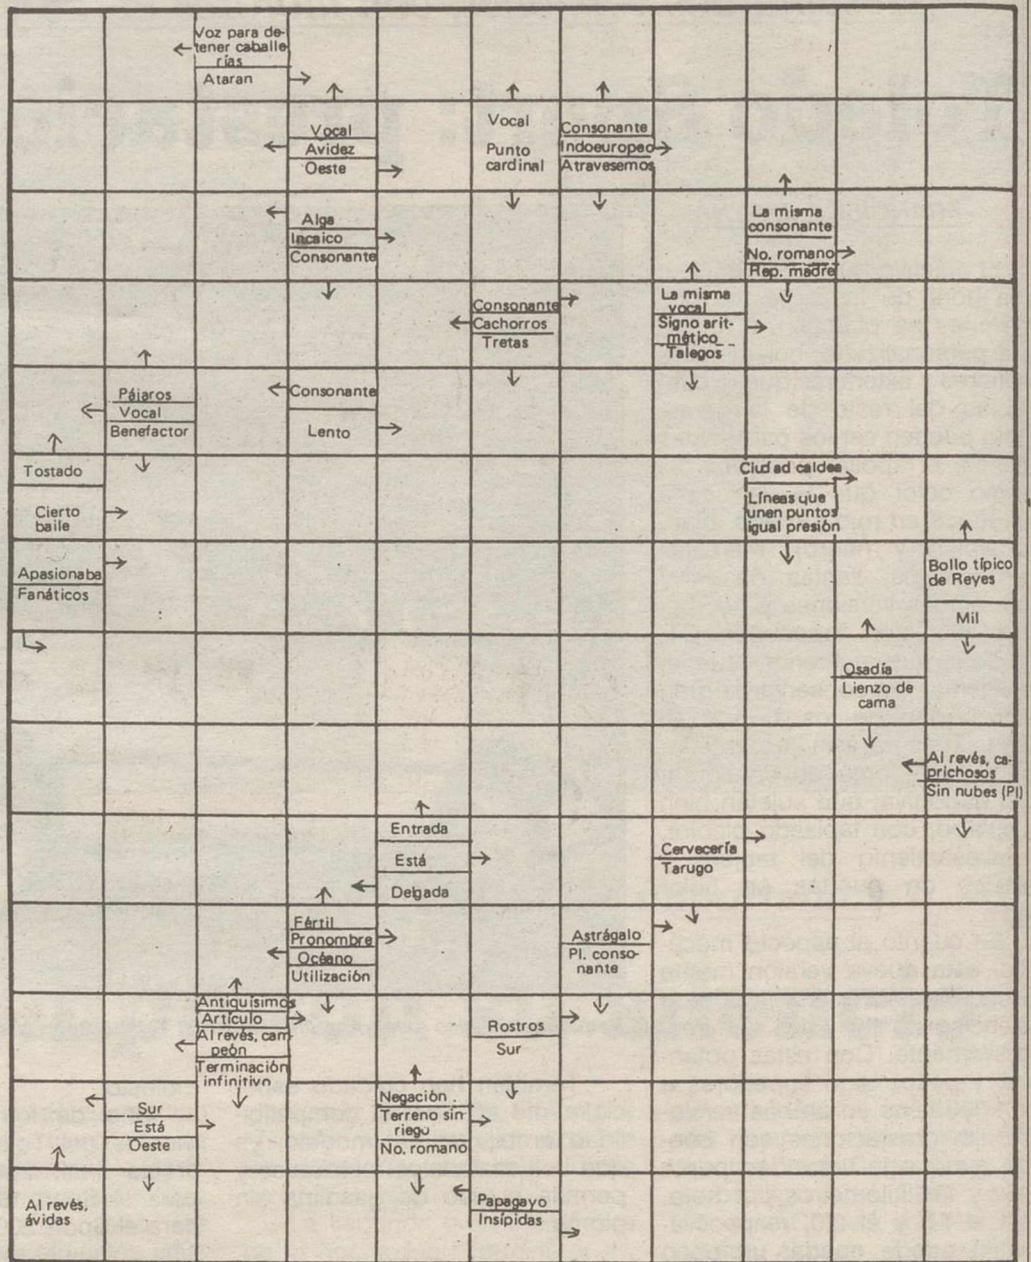 Voz para de-
tener caballe
rías
Ataran
Vocal
Avidez
Oeste
Vocal
Punto
cardinal
Consonante
Indoeuropeo
Atravesemos
Alga
Incaico
Consonante
La misma
consonante
No. romano
Rep. madre
Consonante
Cachorros
Tretas
La misma
vocal
Signo arit-
mético
Talegos
Pájaros
Vocal
Benefactor
Consonante
Lento
Tostado
Cierto
baile
Ciudad caldea
Líneas que
unen puntos
igual presión
Apasionaba
Fanáticos
Bollo típico
de Reyes
Mil
Osadía
Lienzo de
cama
Al revés, ca-
prichosos
Sin nubes (Pl)
Entrada
Está
Delgada
Cervecería
Tarugo
Fértil
Pronombre
Océano
Utilización
Astrágalo
Pl. conso-
nante
Antiquísimos
Artículo
Al revés, cam
peón
Terminación
infinitivo
Rostros
Sur
Sur
Está
Oeste
Negación
Terreno sin
riego
No. romano
Al revés,
ávidas
Papagayo
Insípidas